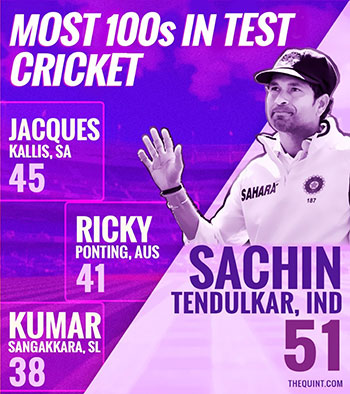 MOST 100s IN TEST
CRICKET
JACQUES
KALLIS, SA
45
RICKY
PONTING, AUS
41
KUMAR
SANGAKKARA, SL
38
SAHARA
187
SACHIN
TENDULKAR, IND
51
THEQUINT.COM